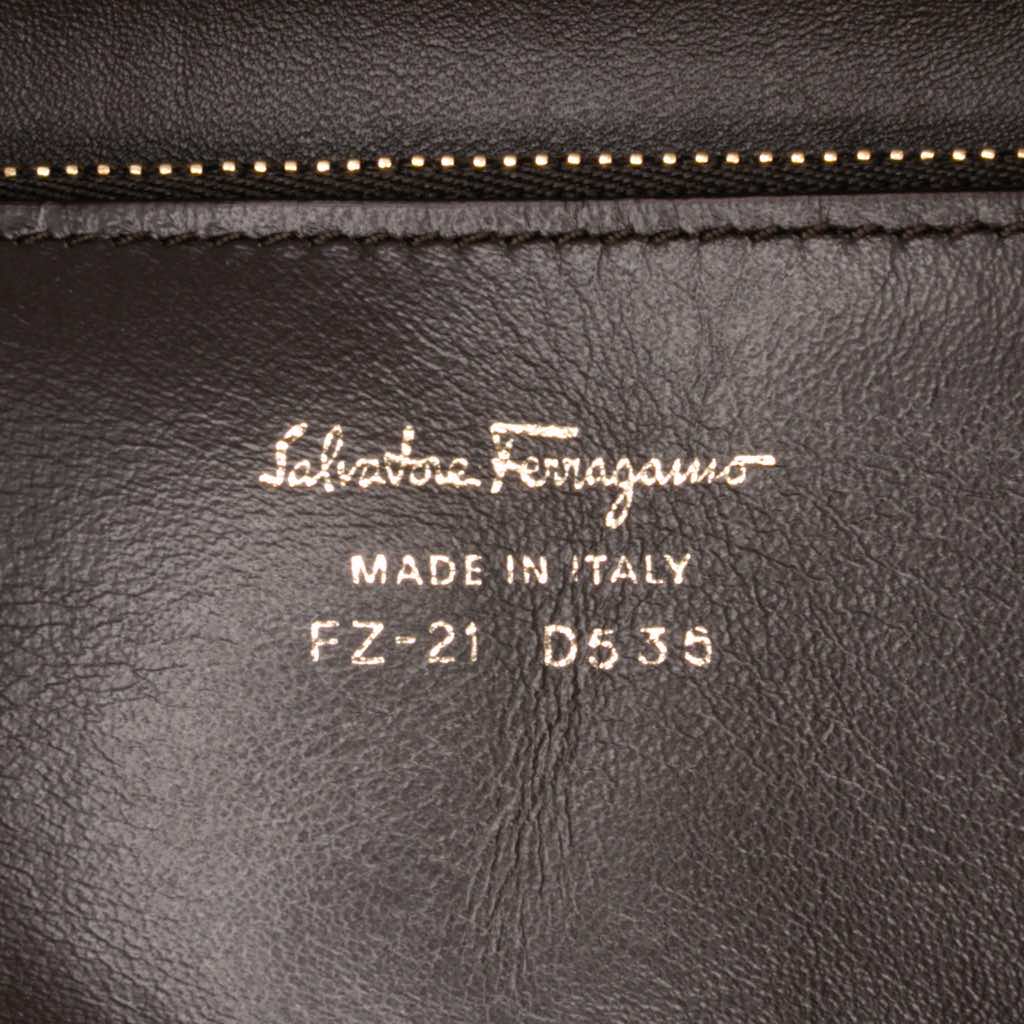 Salvatore Ferragamo
MADE IN ITALY
FZ-21 D535